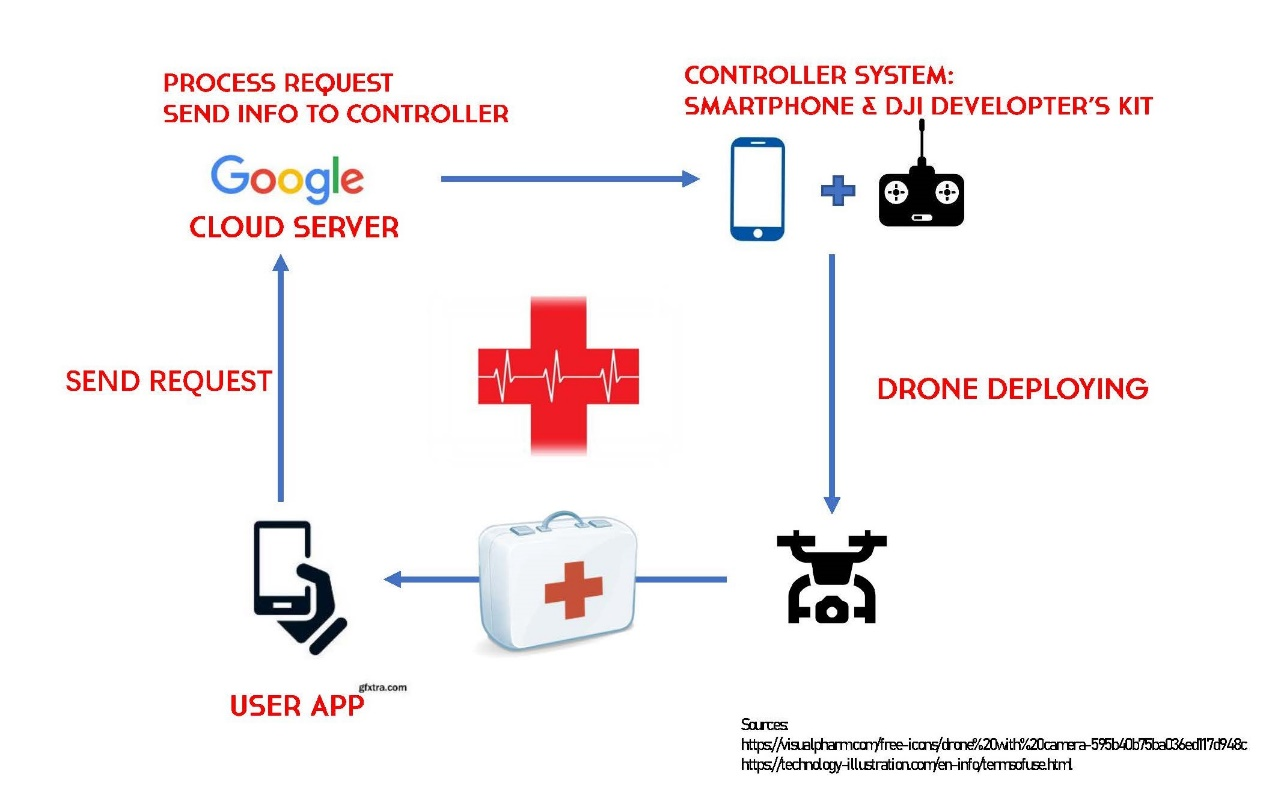 PROCESS REQUEST
SEND INFO TO CONTROLLER
CONTROLLER SYSTEM:
SMARTPHONE & DJI DEVELOPTER'S KIT
Google
CLOUD SERVER
SEND REQUEST
DRONE DEPLOYING
gfxtra.com
USER APP
Sources:
https://visualpharm.com/free-icons/drone%20with%20camera-595b40b75ba036ed117d948c
https://technology-illustration.com/en-info/termsofuse.html